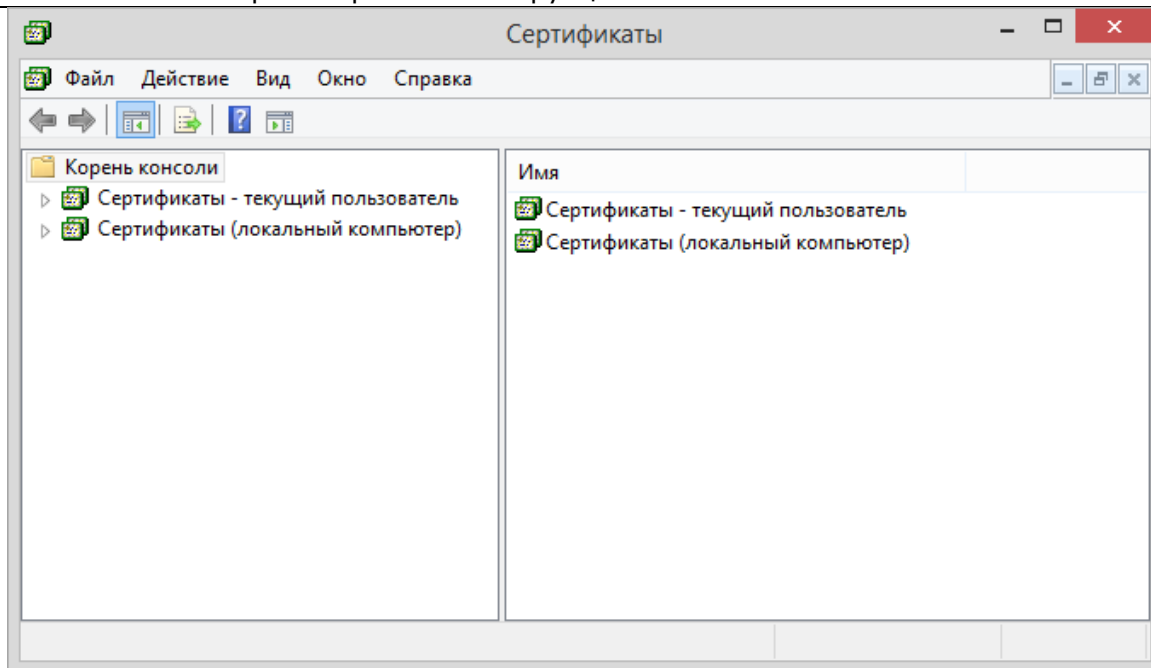 Сертификаты
Файл Действие Вид Окно Справка
Корень консоли
Сертификаты - текущий пользователь
Сертификаты (локальный компьютер)
Имя
Сертификаты - текущий пользователь
Сертификаты (локальный компьютер)